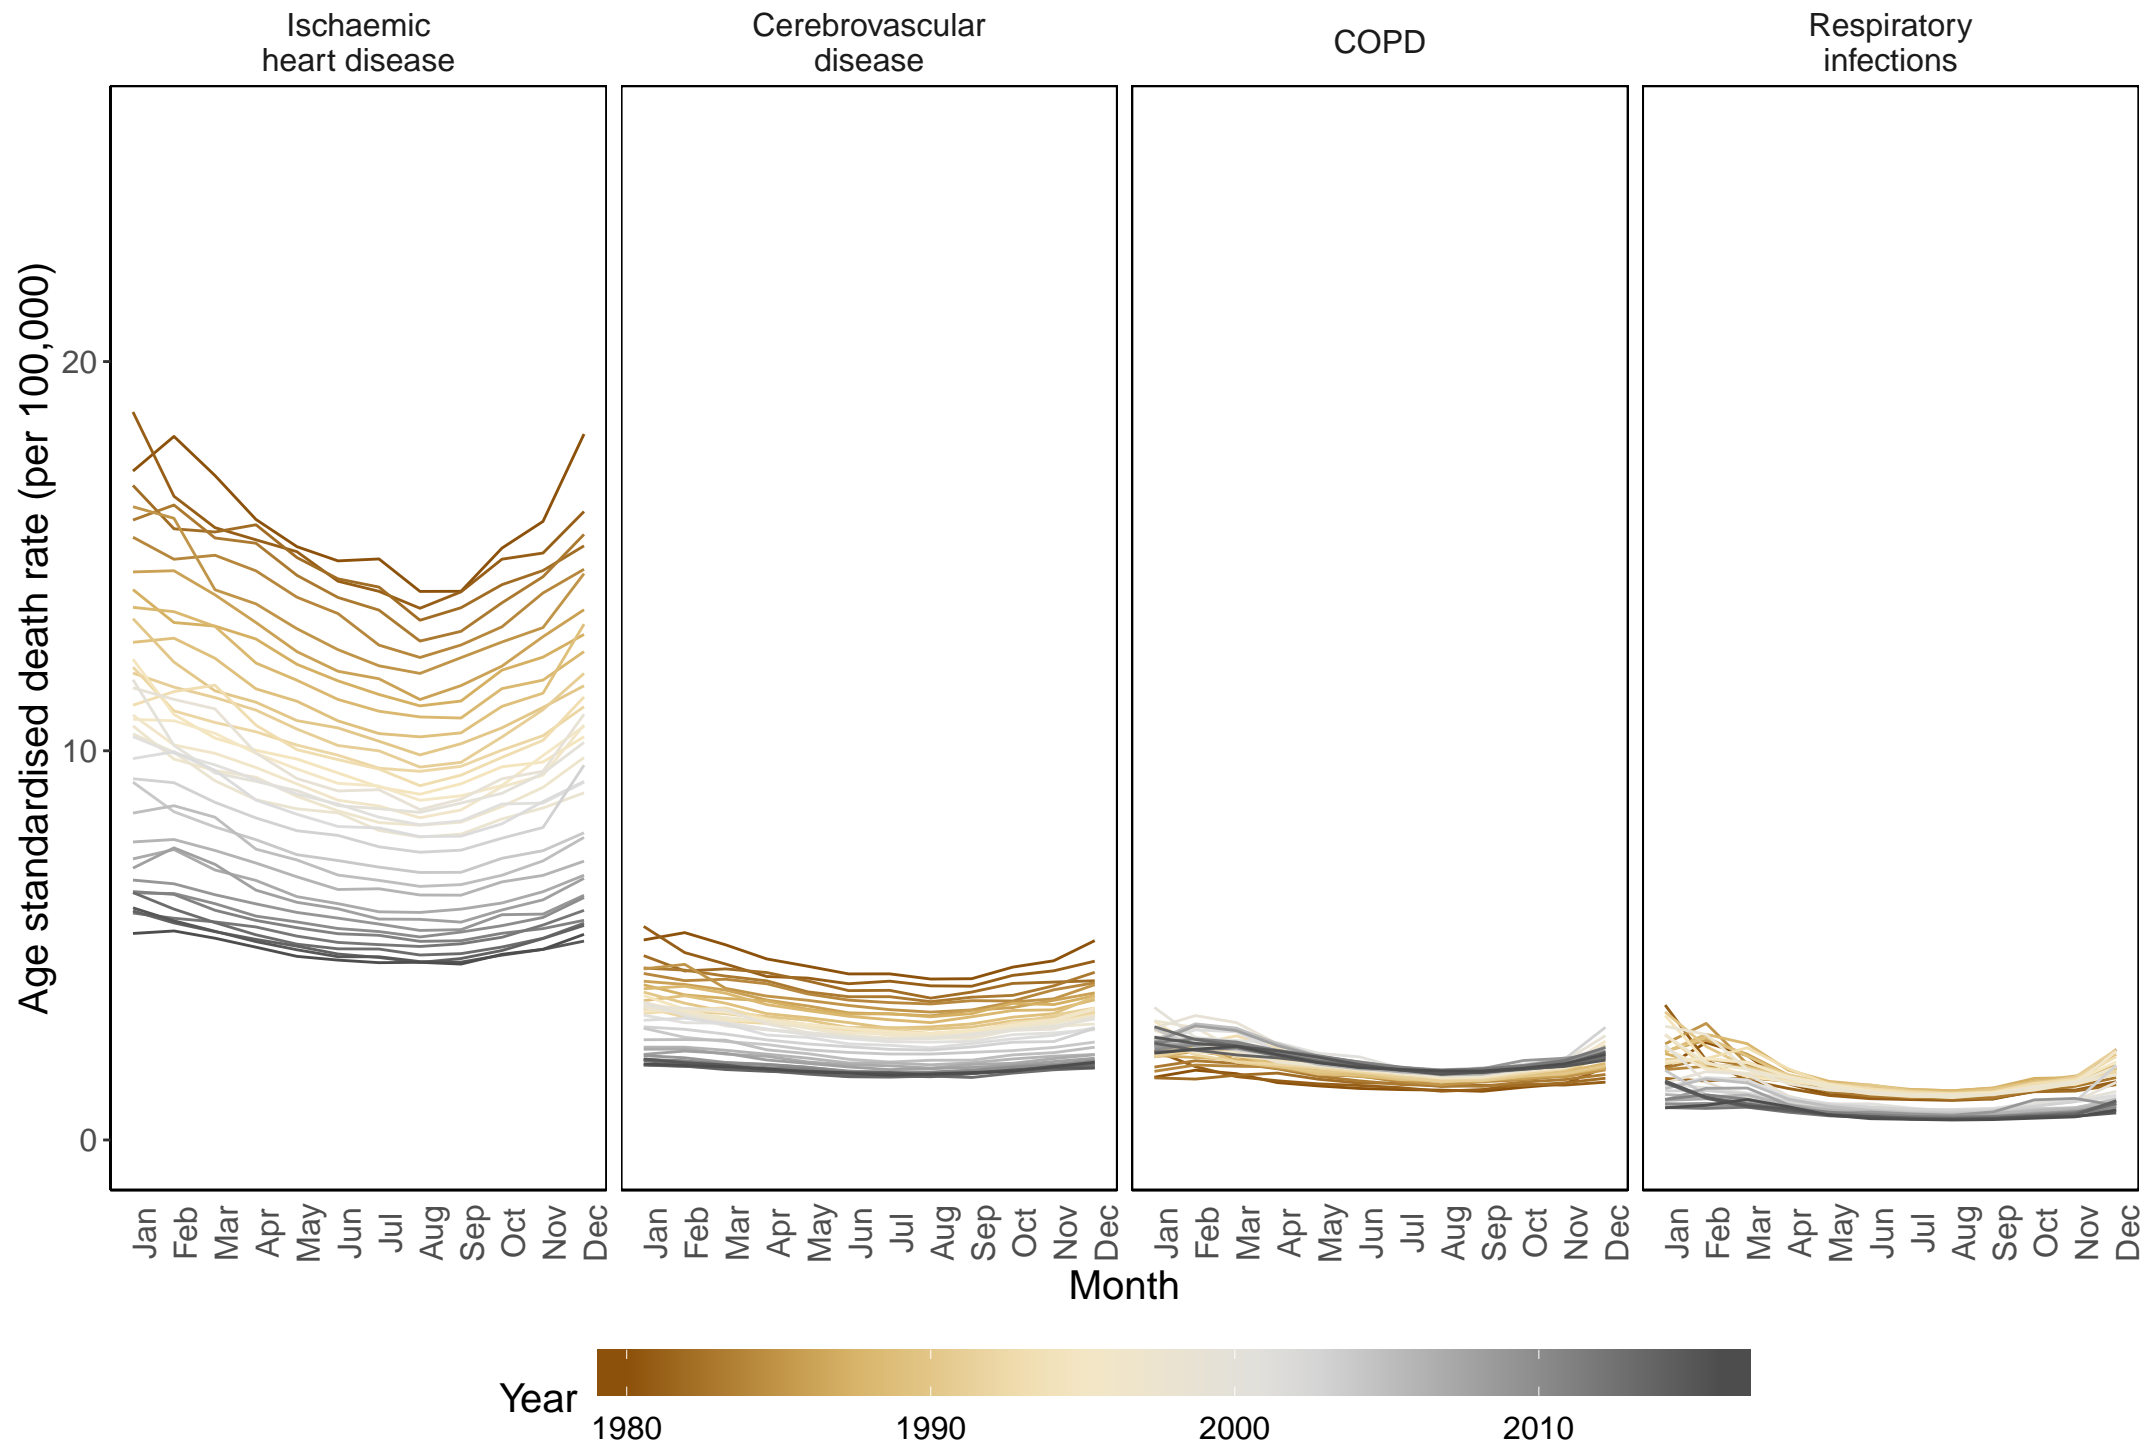 Ischaemic
heart disease
Cerebrovascular
disease
COPD
Respiratory
infections
Age standardised death rate (per 100,000)
20
10
0
Jan Feb Mar Apr May Jun Jul Aug Sep Oct Nov Dec
Jan Feb Mar Apr May Jun Jul Aug Sep Oct Nov Dec
Jan Feb Mar Apr May Jun Jul Aug Sep Oct Nov Dec
Jan Feb Mar Apr May Jun Jul Aug Sep Oct Nov Dec
Month
Year
1980 1990 2000 2010